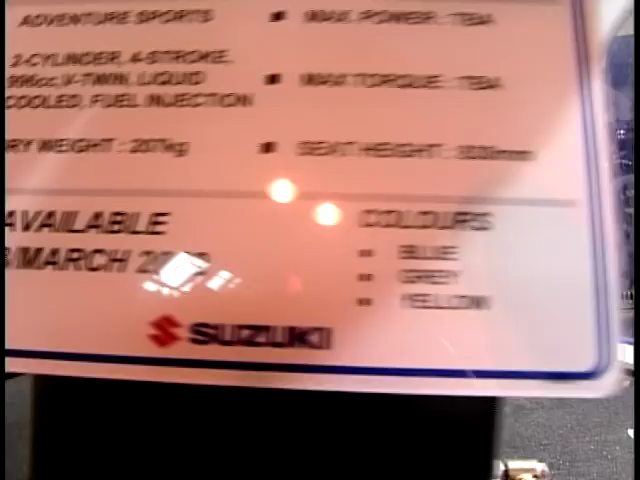 ADVENTURE SPORTS
MAX. POWER : TBA
2-CYLINDER, 4-STROKE,
996cc, V-TWIN, LIQUID
COOLED, FUEL INJECTION
MAX TORQUE : TBA
WEIGHT : 207kg
SEAT HEIGHT :
AVAILABLE
MARCH
COLOURS
BLUE
GREY
YELLOW
SUZUKI